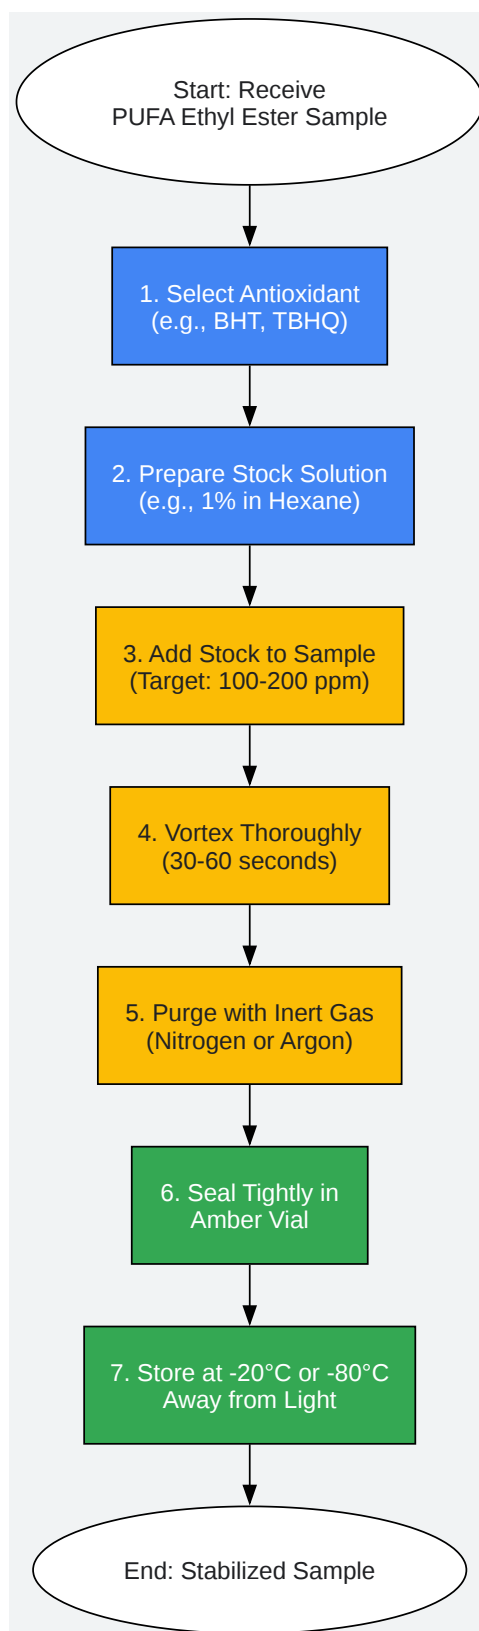 Start: Receive
PUFA Ethyl Ester Sample
1. Select Antioxidant
(e.g., BHT, TBHQ)
2. Prepare Stock Solution
(e.g., 1% in Hexane)
3. Add Stock to Sample
(Target: 100-200 ppm)
4. Vortex Thoroughly
(30-60 seconds)
5. Purge with Inert Gas
(Nitrogen or Argon)
6. Seal Tightly in
Amber Vial
7. Store at -20°C or -80°C
Away from Light
End: Stabilized Sample